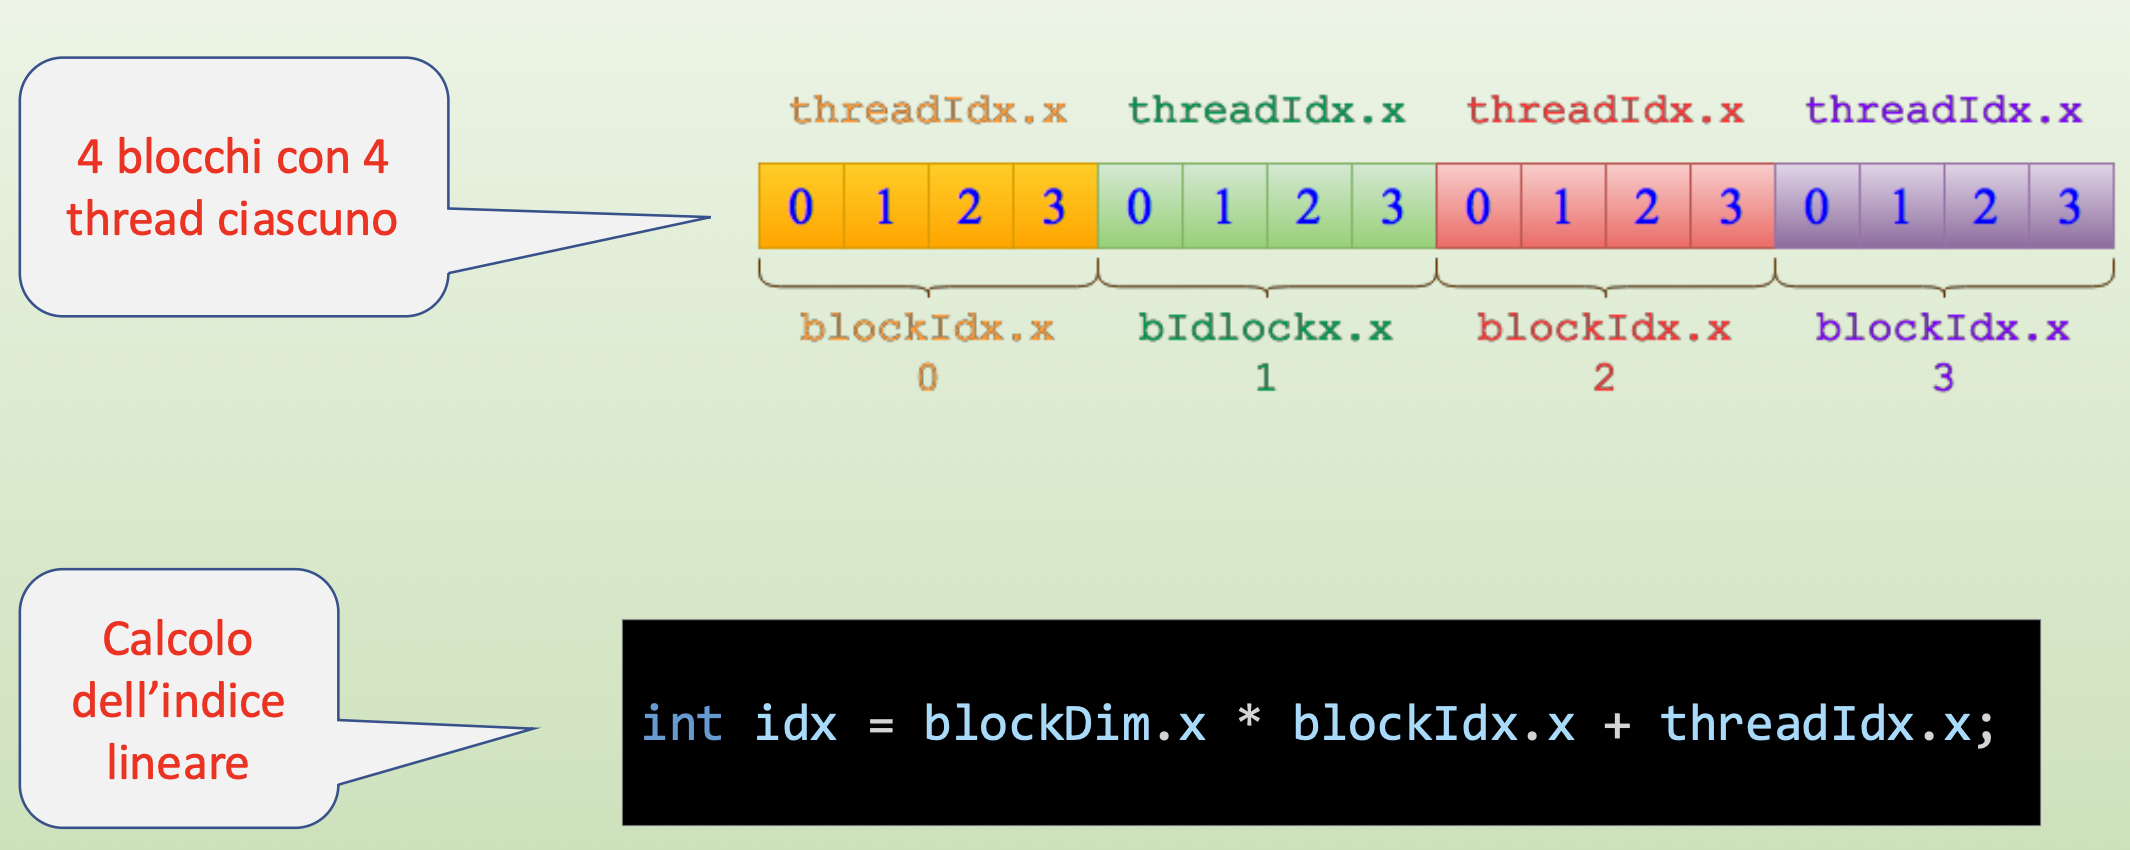 4 blocchi con 4
thread ciascuno
threadIdx.x threadIdx.x threadIdx.x threadIdx.x
0 1 2 3 0 1 2 3 0 1 2 3 0 1 2 3
blockIdx.x bIdlockx.x blockIdx.x blockIdx.x
0 1 2 3
Calcolo
dell’indice
lineare
int idx = blockDim.x * blockIdx.x + threadIdx.x;